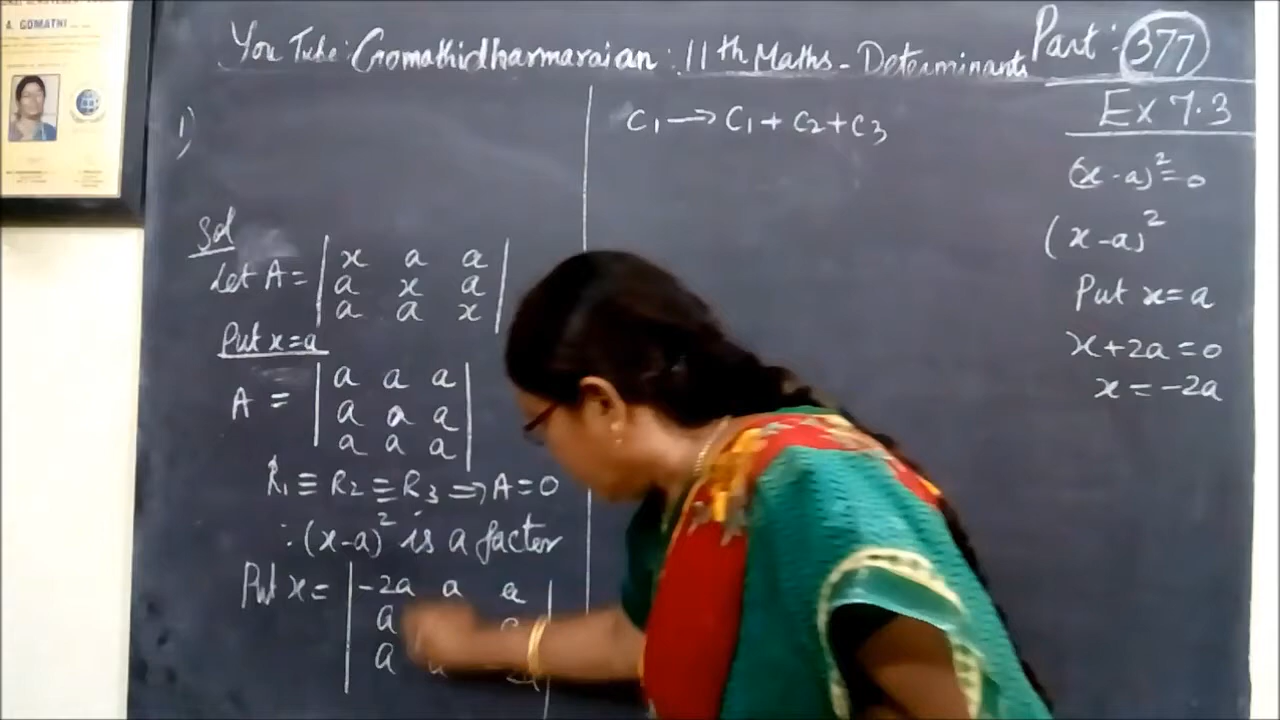 A. GOMATHI
You Tube: Gomathidharmaraian: 11th Maths - Determinants Part: 377
Ex 7.3
1)
Sol
Let A = | x a a |
| a x a |
| a a x |
Put x=a
A = | a a a |
| a a a |
| a a a |
R₁ ≡ R₂ ≡ R₃ ⇒ A = 0
∴ (x-a)² is a factor
Put x = | -2a a a |
| a
| a a
C₁ → C₁ + C₂ + C₃
(x-a)² = 0
(x-a)²
Put x = a
x+2a = 0
x = -2a